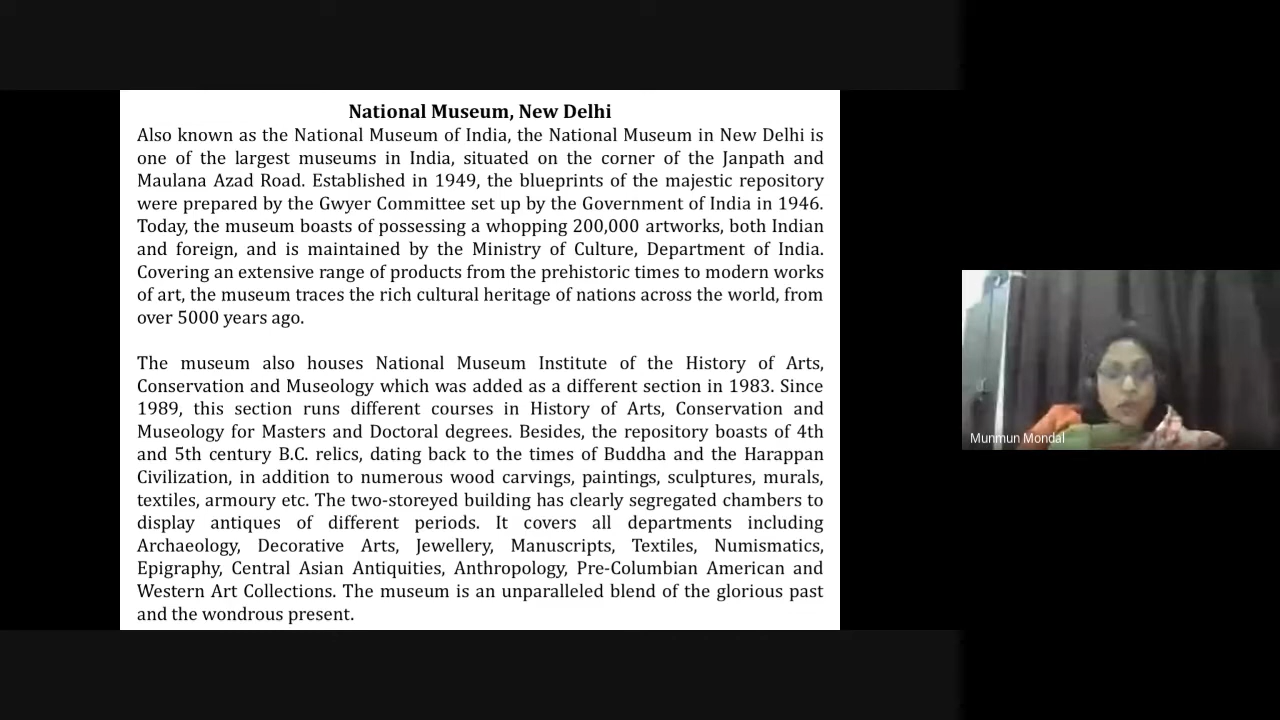 National Museum, New Delhi
Also known as the National Museum of India, the National Museum in New Delhi is
one of the largest museums in India, situated on the corner of the Janpath and
Maulana Azad Road. Established in 1949, the blueprints of the majestic repository
were prepared by the Gwyer Committee set up by the Government of India in 1946.
Today, the museum boasts of possessing a whopping 200,000 artworks, both Indian
and foreign, and is maintained by the Ministry of Culture, Department of India.
Covering an extensive range of products from the prehistoric times to modern works
of art, the museum traces the rich cultural heritage of nations across the world, from
over 5000 years ago.
The museum also houses National Museum Institute of the History of Arts,
Conservation and Museology which was added as a different section in 1983. Since
1989, this section runs different courses in History of Arts, Conservation and
Museology for Masters and Doctoral degrees. Besides, the repository boasts of 4th
and 5th century B.C. relics, dating back to the times of Buddha and the Harappan
Civilization, in addition to numerous wood carvings, paintings, sculptures, murals,
textiles, armoury etc. The two-storeyed building has clearly segregated chambers to
display antiques of different periods. It covers all departments including
Archaeology, Decorative Arts, Jewellery, Manuscripts, Textiles, Numismatics,
Epigraphy, Central Asian Antiquities, Anthropology, Pre-Columbian American and
Western Art Collections. The museum is an unparalleled blend of the glorious past
and the wondrous present.
Munmun Mondal